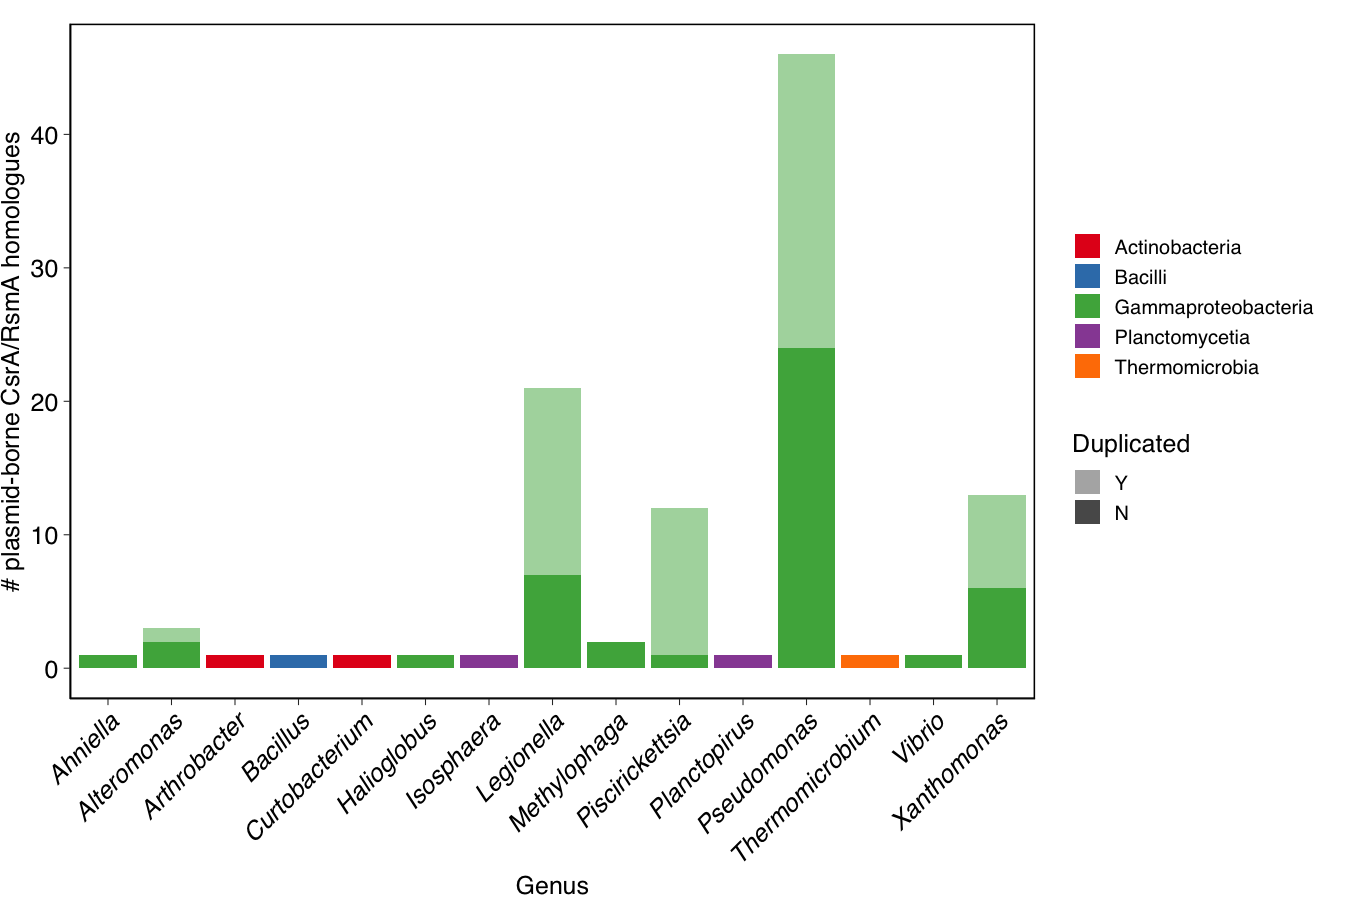 # plasmid-borne CsrA/RsmA homologues
40
30
20
10
0
Ahniella
Alteromonas
Arthrobacter
Bacillus
Curtobacterium
Halioglobus
Isosphaera
Legionella
Methylophaga
Piscirickettsia
Planctopirus
Pseudomonas
Thermomicrobium
Vibrio
Xanthomonas
Genus
Actinobacteria
Bacilli
Gammaproteobacteria
Planctomycetia
Thermomicrobia
Duplicated
Y
N